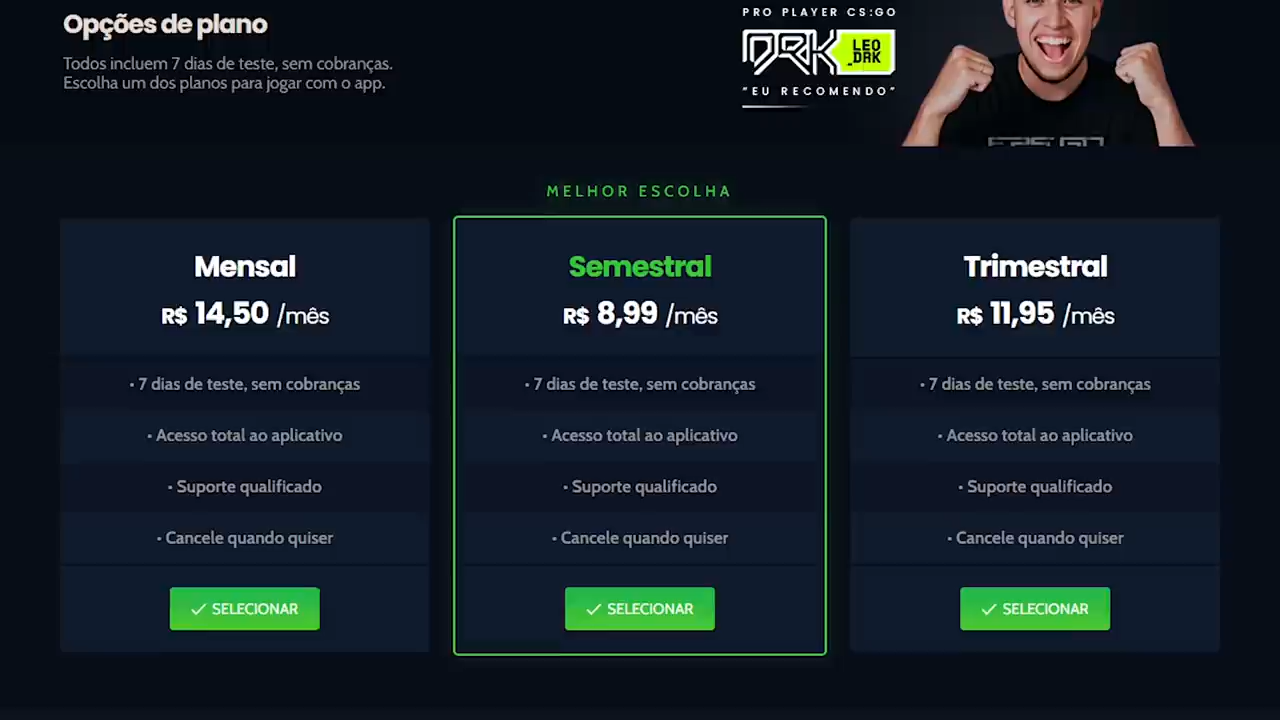 Opções de plano
Todos incluem 7 dias de teste, sem cobranças.
Escolha um dos planos para jogar com o app.
PRO PLAYER CS:GO
DRK LEO
_DRK
"EU RECOMENDO"
MELHOR ESCOLHA
Mensal
R$ 14,50 /mês
• 7 dias de teste, sem cobranças
• Acesso total ao aplicativo
• Suporte qualificado
• Cancele quando quiser
SELECIONAR
Semestral
R$ 8,99 /mês
• 7 dias de teste, sem cobranças
• Acesso total ao aplicativo
• Suporte qualificado
• Cancele quando quiser
SELECIONAR
Trimestral
R$ 11,95 /mês
• 7 dias de teste, sem cobranças
• Acesso total ao aplicativo
• Suporte qualificado
• Cancele quando quiser
SELECIONAR